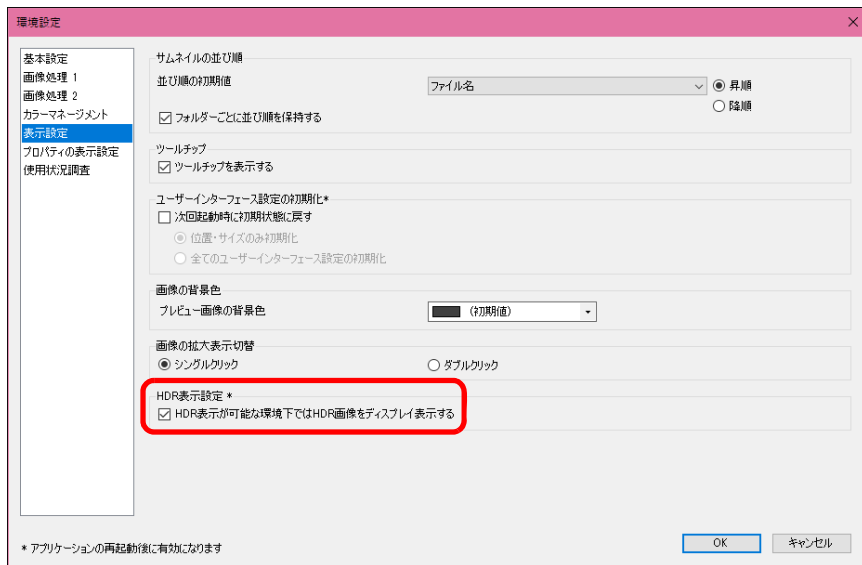 環境設定
基本設定
画像処理 1
画像処理 2
カラーマネージメント
表示設定
プロパティの表示設定
使用状況調査
サムネイルの並び順
並び順の初期値
ファイル名
昇順
降順
フォルダーごとに並び順を保持する
ツールチップ
ツールチップを表示する
ユーザーインターフェース設定の初期化*
次回起動時に初期状態に戻す
位置・サイズのみ初期化
全てのユーザーインターフェース設定の初期化
画像の背景色
プレビュー画像の背景色
(初期値)
画像の拡大表示切替
シングルクリック
ダブルクリック
HDR表示設定 *
HDR表示が可能な環境下ではHDR画像をディスプレイ表示する
* アプリケーションの再起動後に有効になります
OK
キャンセル